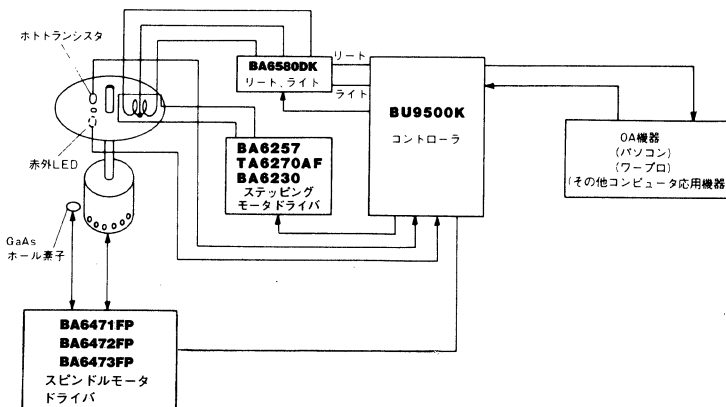 ホトトランジスタ
赤外LED
GaAs
ホール素子
BA6580DK
リート、ライト
リート
ライト
BA6257
TA6270AF
BA6230
ステッピング
モータドライバ
BU9500K
コントローラ
OA機器
(パソコン)
(ワープロ)
(その他コンピュータ応用機器)
BA6471FP
BA6472FP
BA6473FP
スピンドルモータ
ドライバ